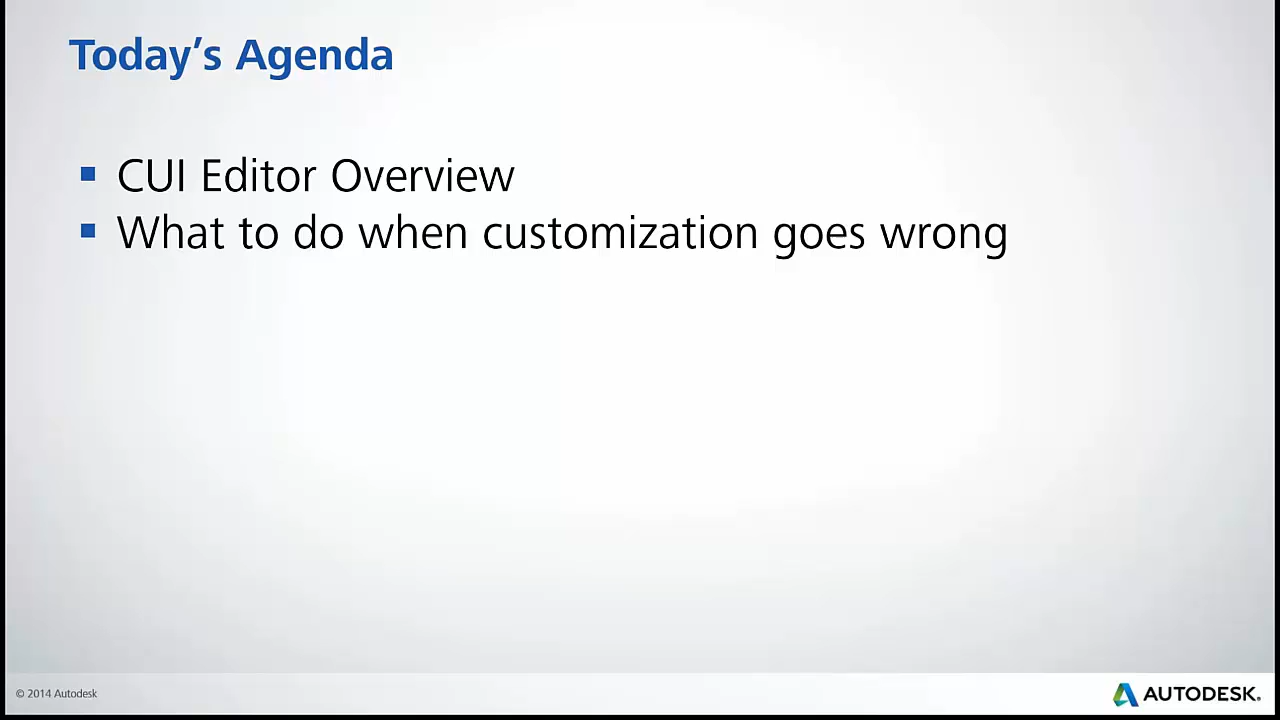 Today's Agenda
CUI Editor Overview
What to do when customization goes wrong
© 2014 Autodesk
AUTODESK.